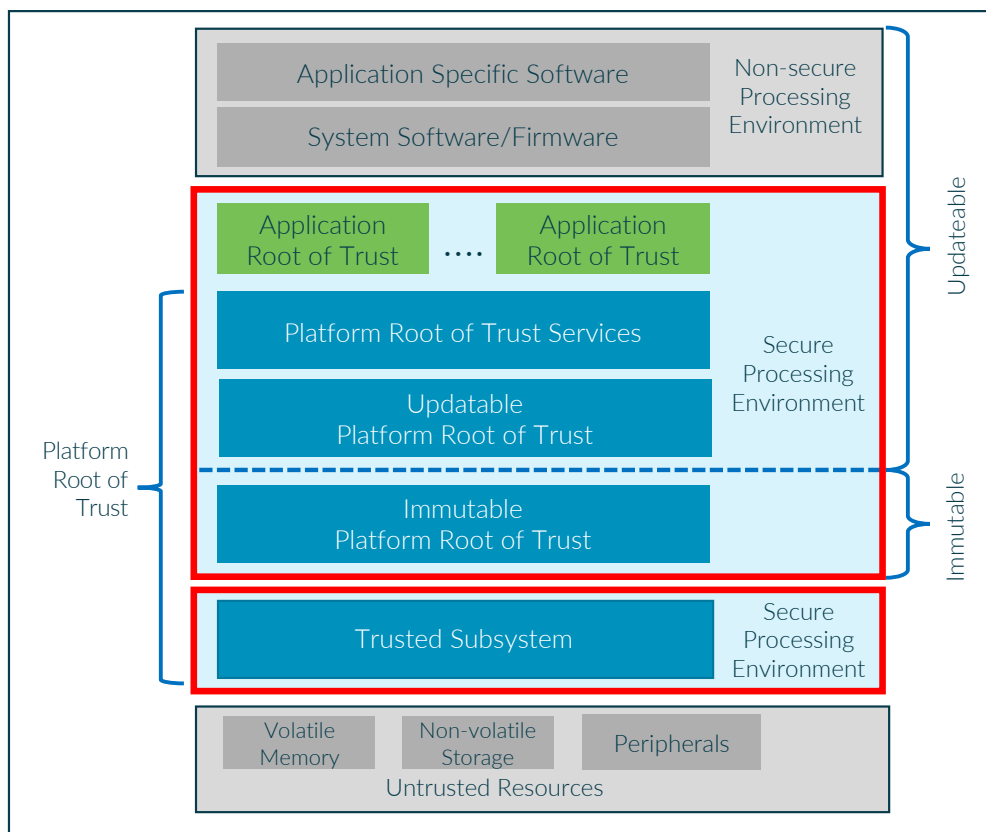 Application Specific Software
System Software/Firmware
Non-secure
Processing
Environment
Application
Root of Trust
....
Application
Root of Trust
Platform Root of Trust Services
Updatable
Platform Root of Trust
Immutable
Platform Root of Trust
Secure
Processing
Environment
Trusted Subsystem
Secure
Processing
Environment
Volatile
Memory
Non-volatile
Storage
Peripherals
Untrusted Resources
Platform
Root of
Trust
Updateable
Immutable